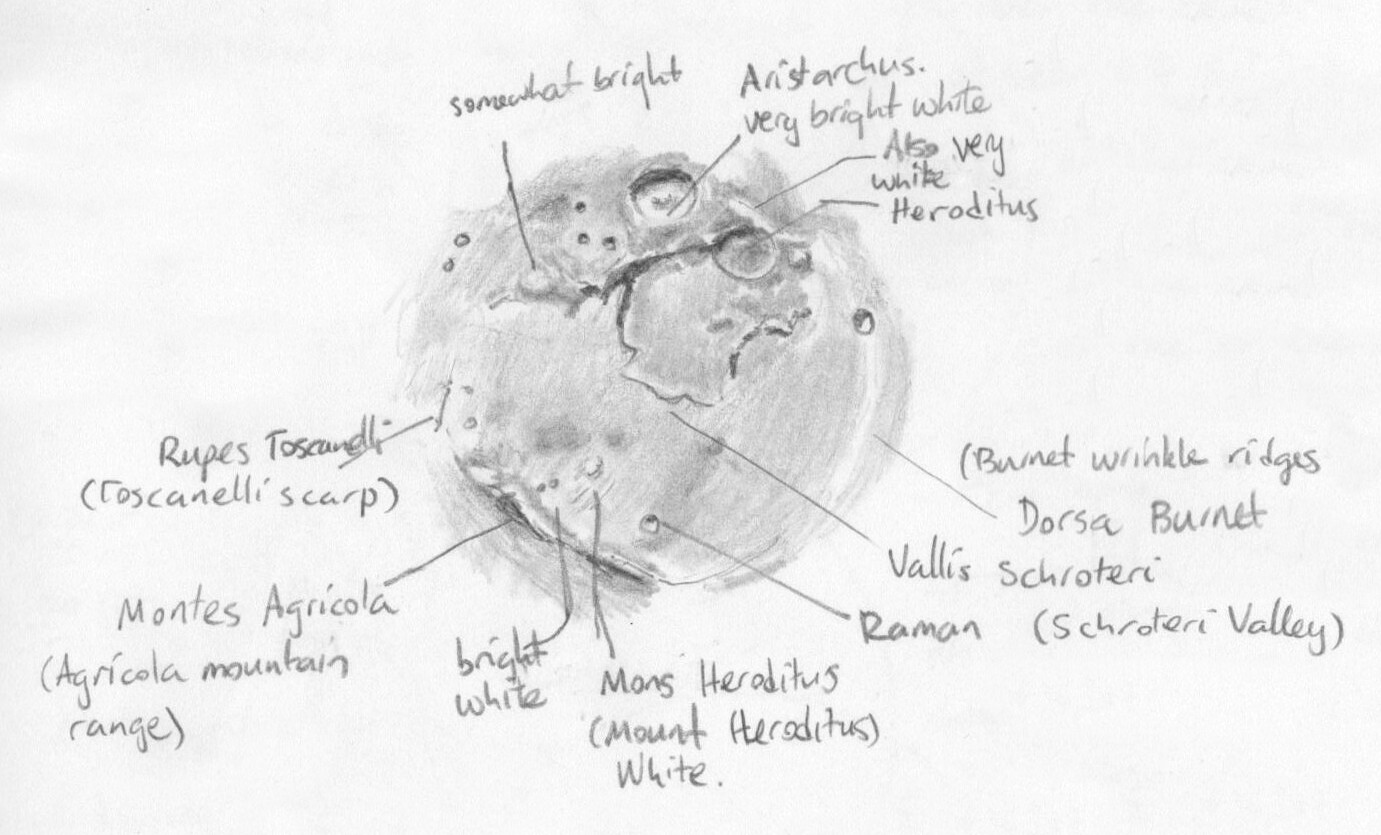 somewhat bright
Aristarchus.
very bright white
Also very
white
Heroditus
Rupes Toscanelli
(Toscanelli scarp)
(Burnet wrinkle ridges
Dorsa Burnet
Vallis Schroteri
(Schroteri Valley)
Raman
Montes Agricola
(Agricola mountain
range)
bright
white
Mons Heroditus
(Mount Heroditus)
White.